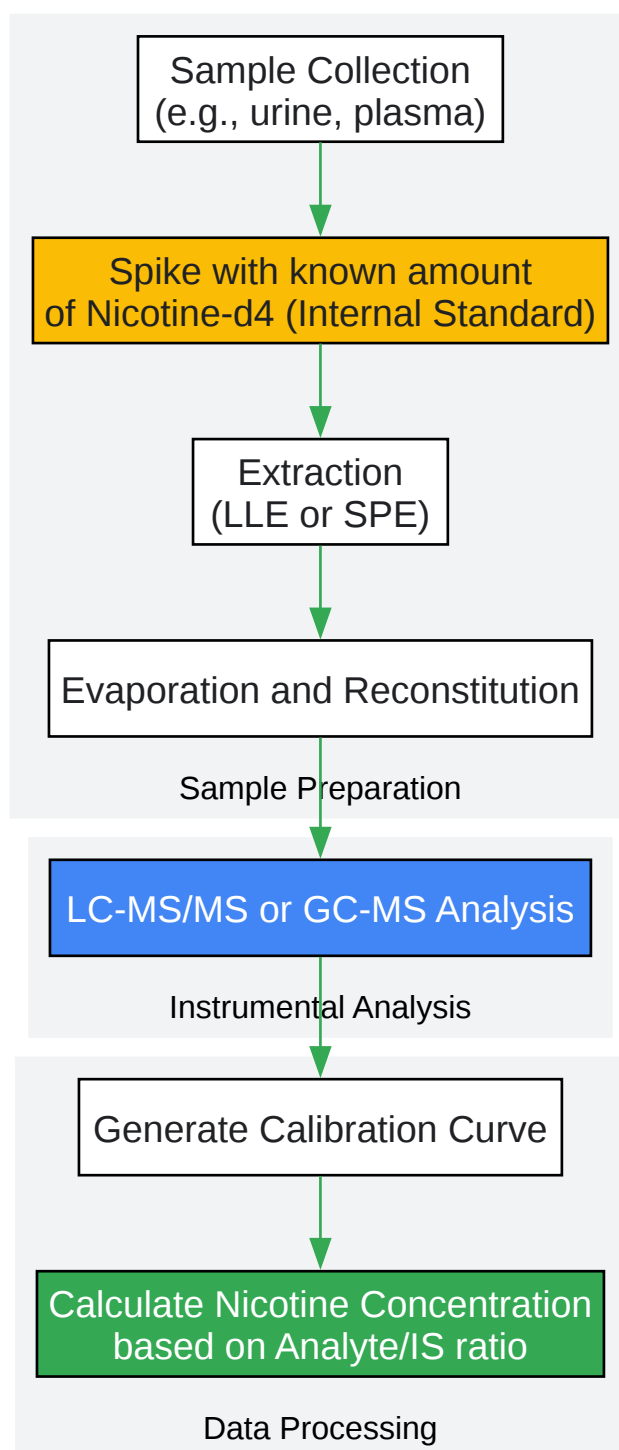 Sample Collection
(e.g., urine, plasma)
Spike with known amount
of Nicotine-d4 (Internal Standard)
Extraction
(LLE or SPE)
Evaporation and Reconstitution
Sample Preparation
LC-MS/MS or GC-MS Analysis
Instrumental Analysis
Generate Calibration Curve
Calculate Nicotine Concentration
based on Analyte/IS ratio
Data Processing